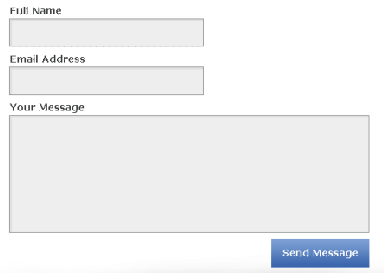 Full Name
Email Address
Your Message
Send Message